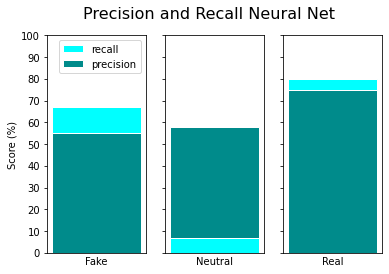 Precision and Recall Neural Net
Score (%)
100
90
80
70
60
50
40
30
20
10
0
recall
precision
Fake
Neutral
Real